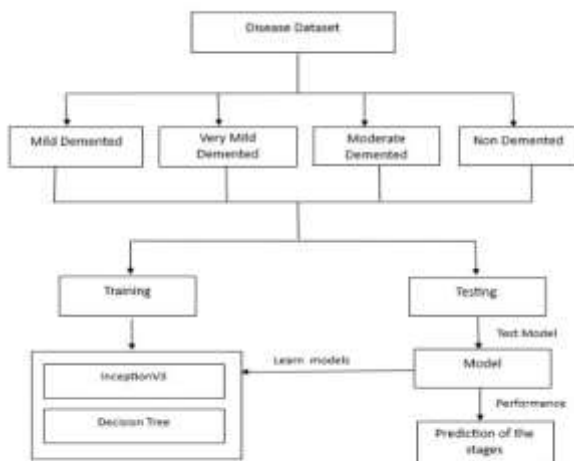 Disease Dataset
Mild Demented
Very Mild
Demented
Moderate
Demented
Non Demented
Training
Testing
Test Model
InceptionV3
Decision Tree
Learn models
Model
Performance
Prediction of the
stages